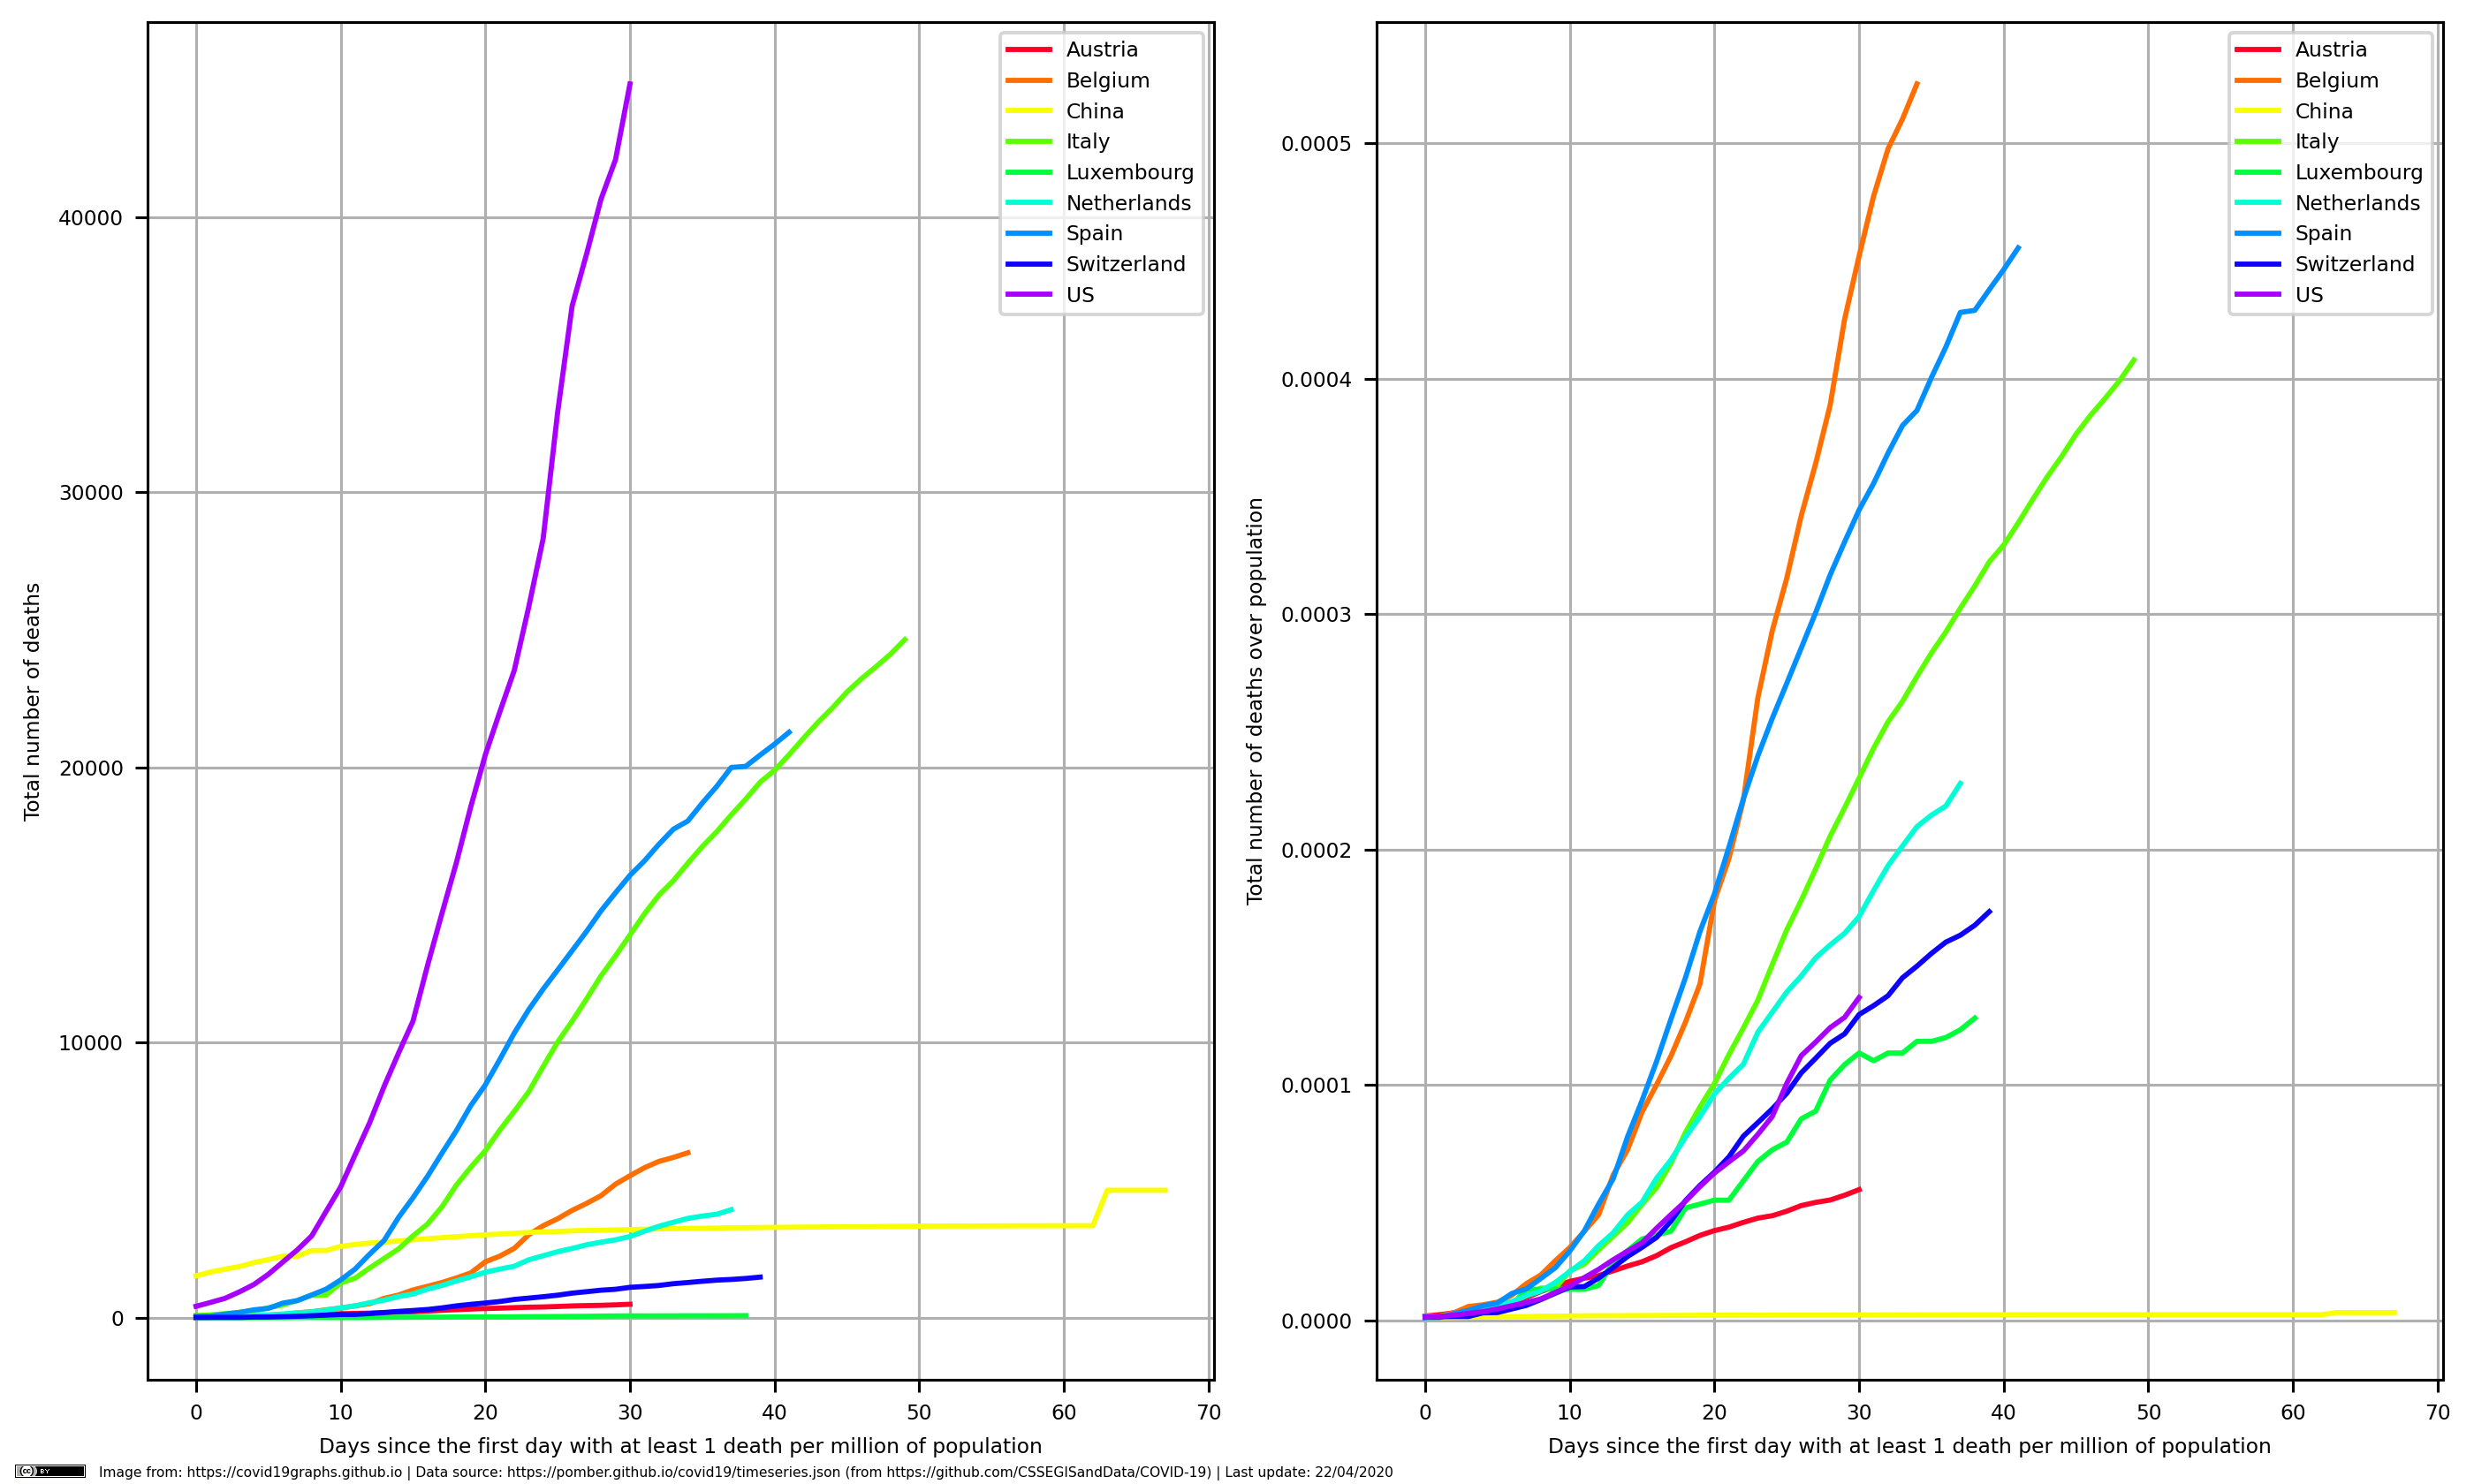 Total number of deaths
40000
30000
20000
10000
0
0 10 20 30 40 50 60 70
Days since the first day with at least 1 death per million of population
Austria
Belgium
China
Italy
Luxembourg
Netherlands
Spain
Switzerland
US
Total number of deaths over population
0.0005
0.0004
0.0003
0.0002
0.0001
0.0000
0 10 20 30 40 50 60 70
Days since the first day with at least 1 death per million of population
Austria
Belgium
China
Italy
Luxembourg
Netherlands
Spain
Switzerland
US
(cc) BY
Image from: https://covid19graphs.github.io | Data source: https://pomber.github.io/covid19/timeseries.json (from https://github.com/CSSEGISandData/COVID-19) | Last update: 22/04/2020